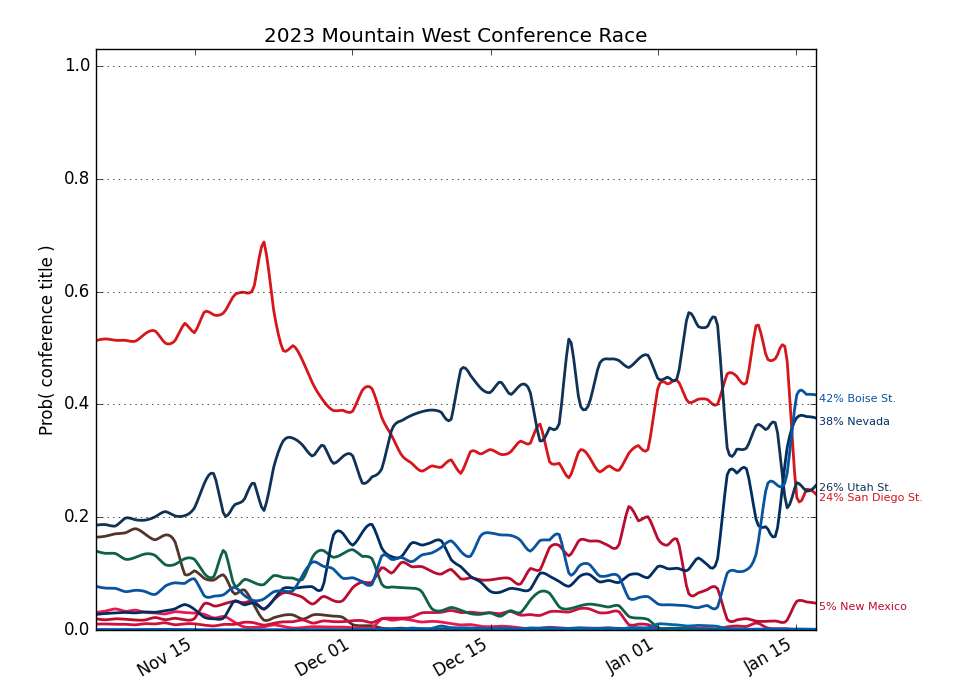 2023 Mountain West Conference Race
Prob( conference title )
1.0
0.8
0.6
0.4
0.2
0.0
Nov 15
Dec 01
Dec 15
Jan 01
Jan 15
42% Boise St.
38% Nevada
26% Utah St.
24% San Diego St.
5% New Mexico